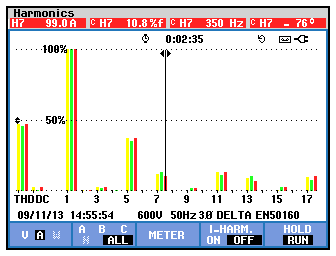 Harmonics
H7 99.0A C H7 10.8%f C H7 350 Hz C H7 - 76°
0:02:35
100%
50%
THDDC 1 3 5 7 9 11 13 15 17
09/11/13 14:55:54 600V 50Hz 3Ø DELTA EN50160
V A W A B C N ALL METER I-HARM. ON OFF HOLD RUN